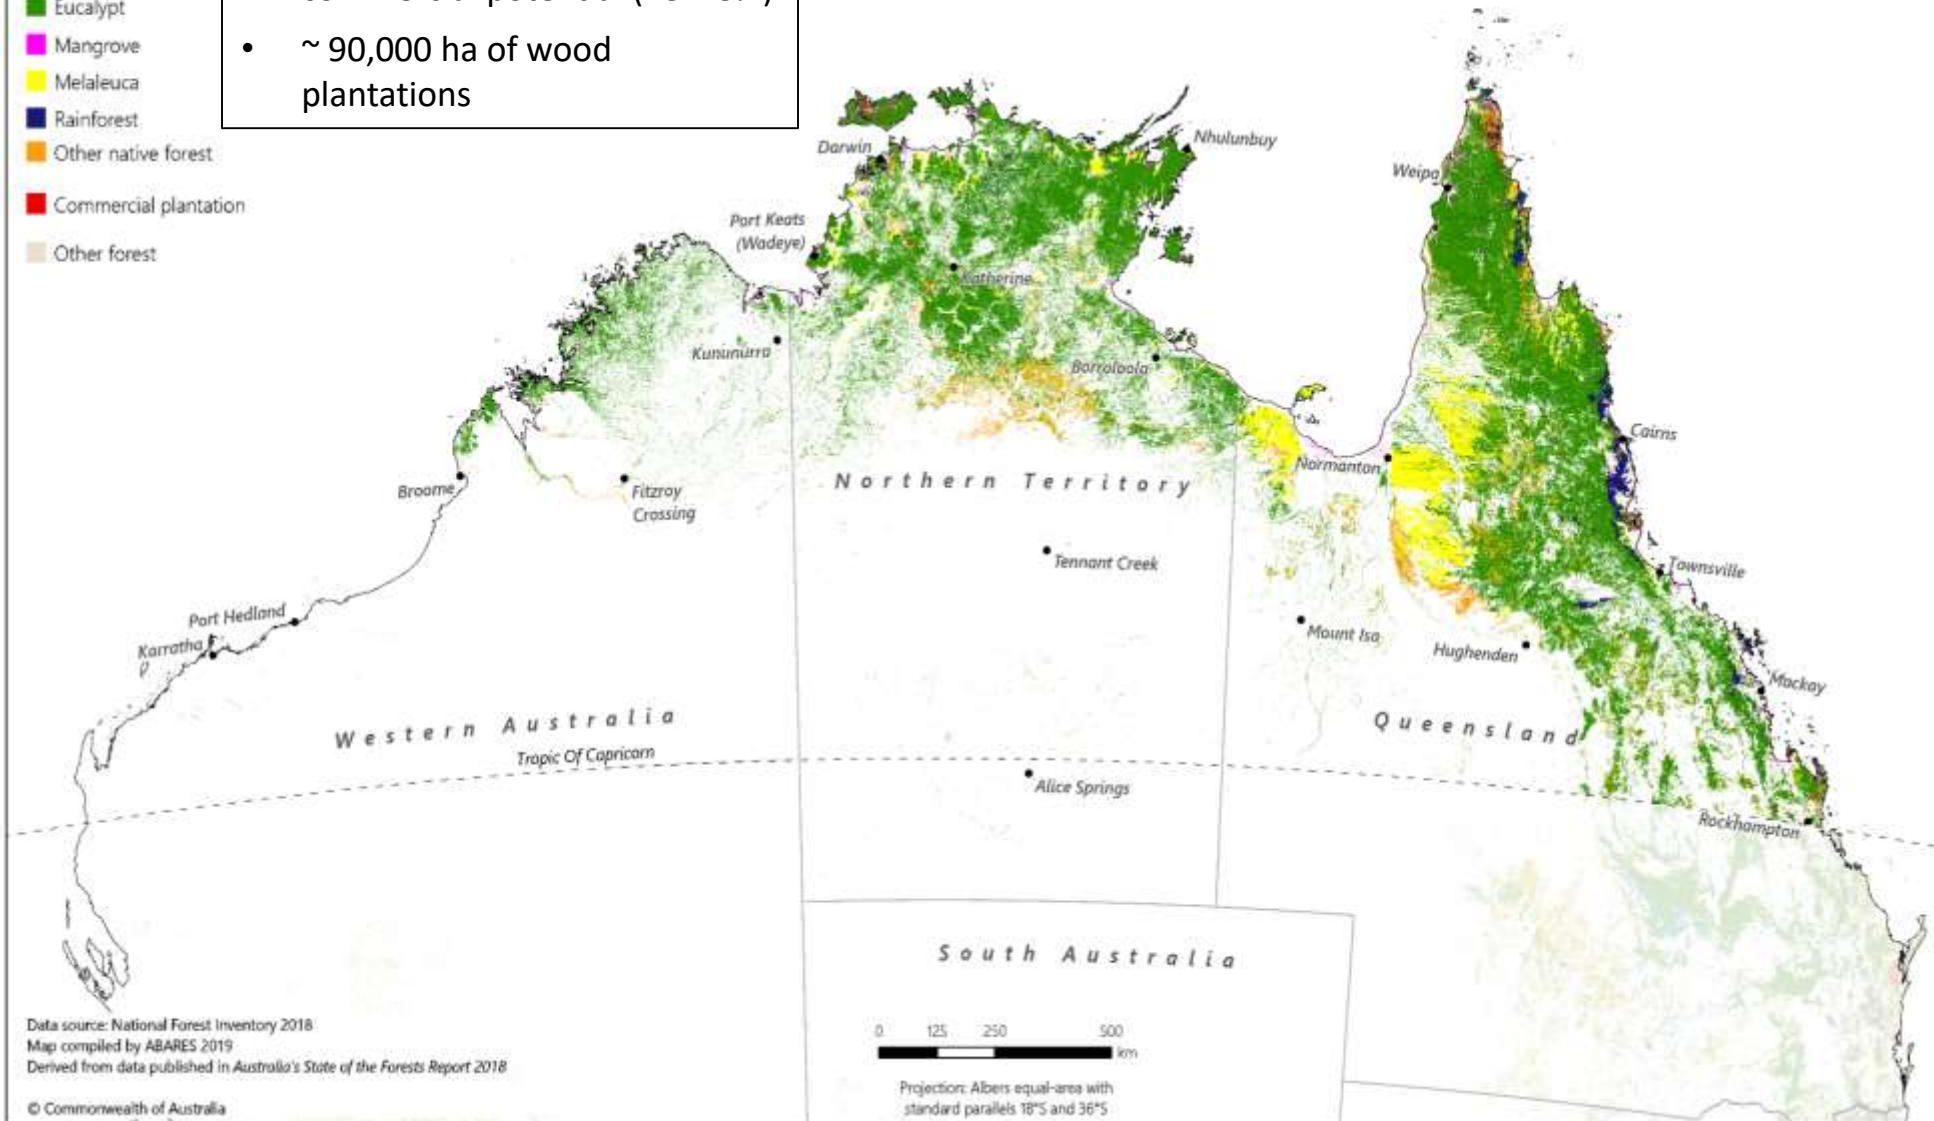 Eucalypt
Mangrove
Melaleuca
Rainforest
Other native forest
Commercial plantation
Other forest
• ~ 90,000 ha of wood
plantations
Darwin
Nhulunbuy
Weipa
Port Keats
(Wadeye)
Katherine
Kununurra
Borroloola
Cairns
Normanton
Broome
Fitzroy
Crossing
Northern Territory
Tennant Creek
Townsville
Port Hedland
Karratha
Mount Isa
Hughenden
Mackay
Western Australia
Queensland
Tropic Of Capricorn
Alice Springs
Rockhampton
South Australia
Data source: National Forest Inventory 2018
Map compiled by ABARES 2019
Derived from data published in Australia's State of the Forests Report 2018
© Commonwealth of Australia
0 125 250 500
km
Projection: Albers equal-area with
standard parallels 18°S and 36°S